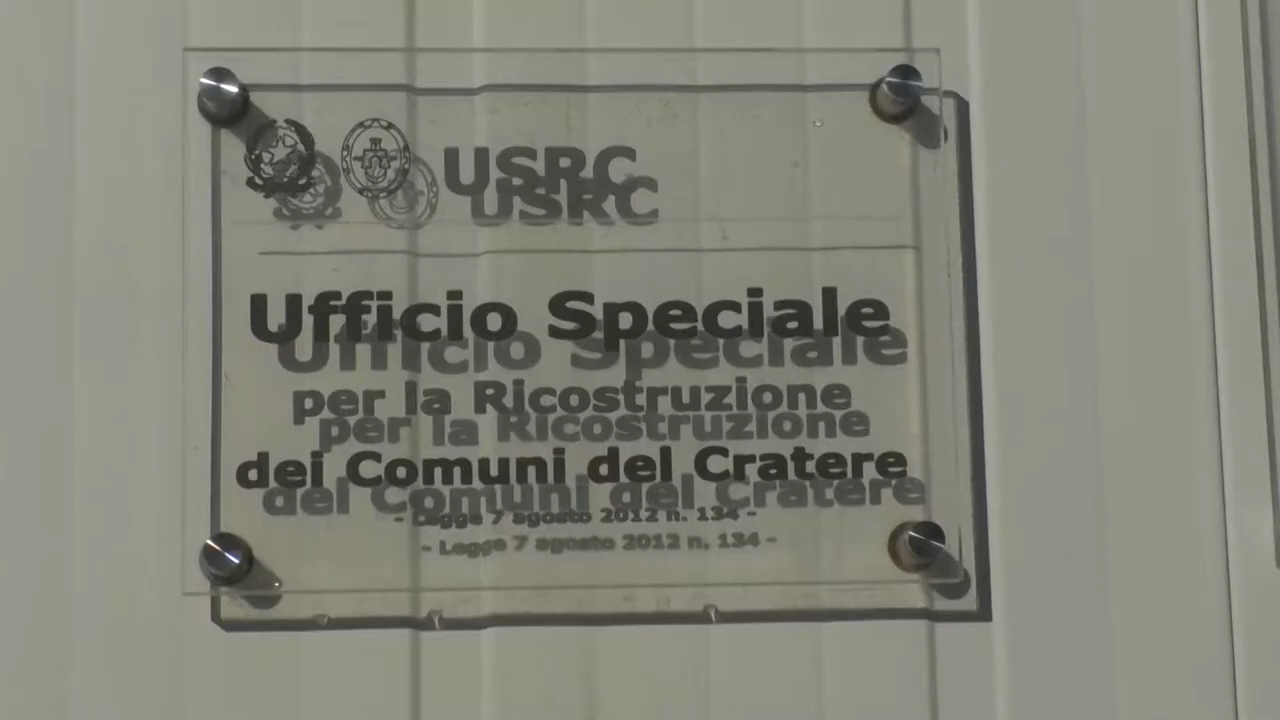 USRC
Ufficio Speciale
per la Ricostruzione
dei Comuni del Cratere
- Legge 7 agosto 2012 n. 134 -